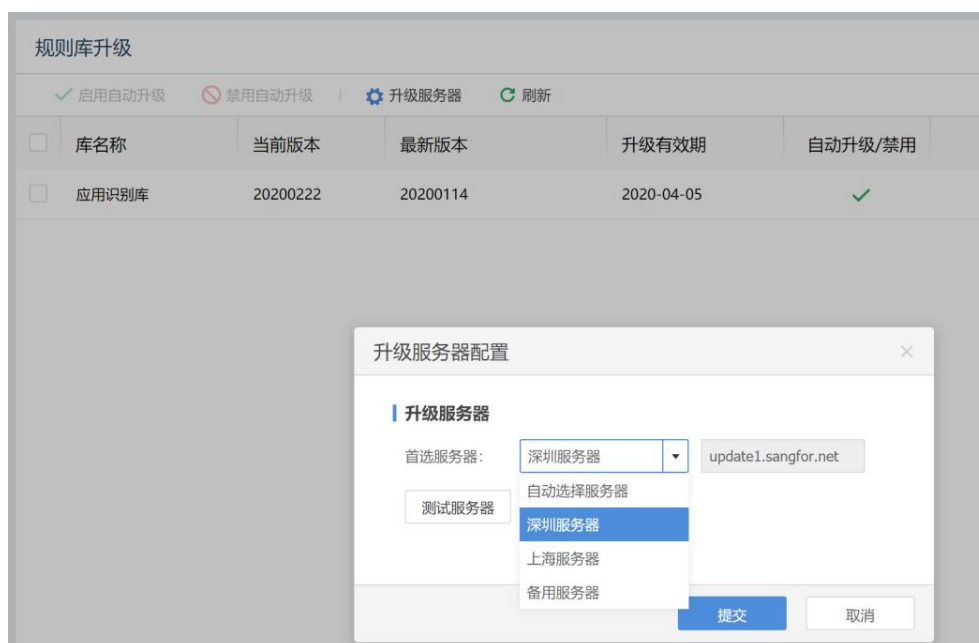 规则库升级
启用自动升级 禁用自动升级 升级服务器 刷新
库名称 当前版本 最新版本 升级有效期 自动升级/禁用
应用识别库 20200222 20200114 2020-04-05
升级服务器配置
升级服务器
首选服务器: 深圳服务器 update1.sangfor.net
自动选择服务器
测试服务器
深圳服务器
上海服务器
备用服务器
提交 取消